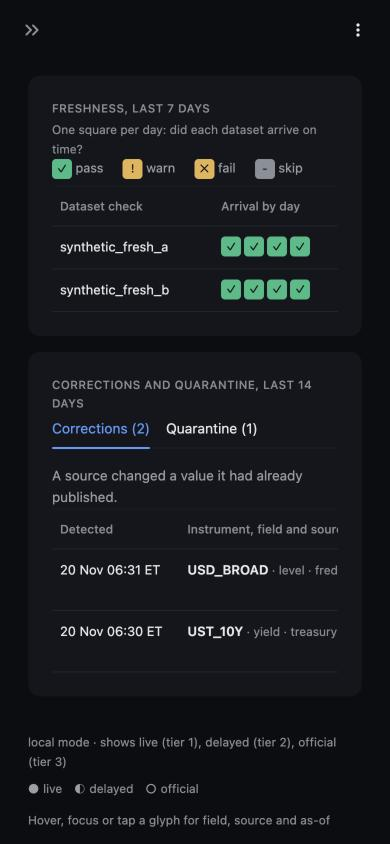 FRESHNESS, LAST 7 DAYS
One square per day: did each dataset arrive on
time?
✓ pass ! warn ✕ fail - skip
Dataset check Arrival by day
synthetic_fresh_a ✓ ✓ ✓ ✓
synthetic_fresh_b ✓ ✓ ✓ ✓
CORRECTIONS AND QUARANTINE, LAST 14
DAYS
Corrections (2) Quarantine (1)
A source changed a value it had already
published.
Detected Instrument, field and sour
20 Nov 06:31 ET USD_BROAD · level · fred
20 Nov 06:30 ET UST_10Y · yield · treasury
local mode · shows live (tier 1), delayed (tier 2), official
(tier 3)
live delayed official
Hover, focus or tap a glyph for field, source and as-of